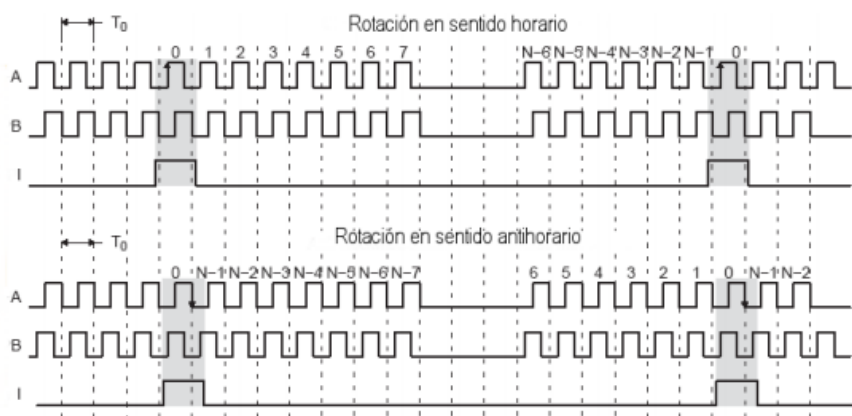 T₀ Rotación en sentido horario
0 1 2 3 4 5 6 7 N–6 N–5 N–4 N–3 N–2 N–1 0
A
B
I
T₀ Rotación en sentido antihorario
0 N–1 N–2 N–3 N–4 N–5 N–6 N–7 6 5 4 3 2 1 0 N–1 N–2
A
B
I